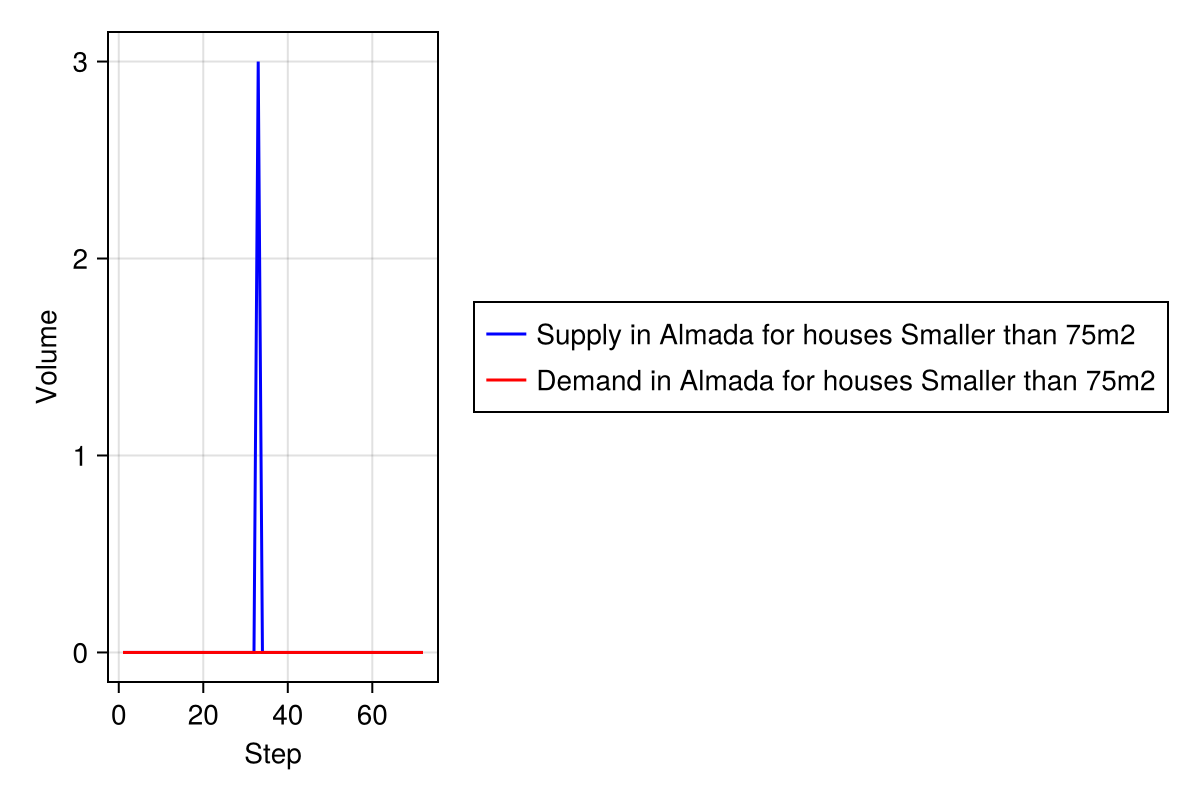 3
2
1
0
Volume
0 20 40 60
Step
Supply in Almada for houses Smaller than 75m2
Demand in Almada for houses Smaller than 75m2